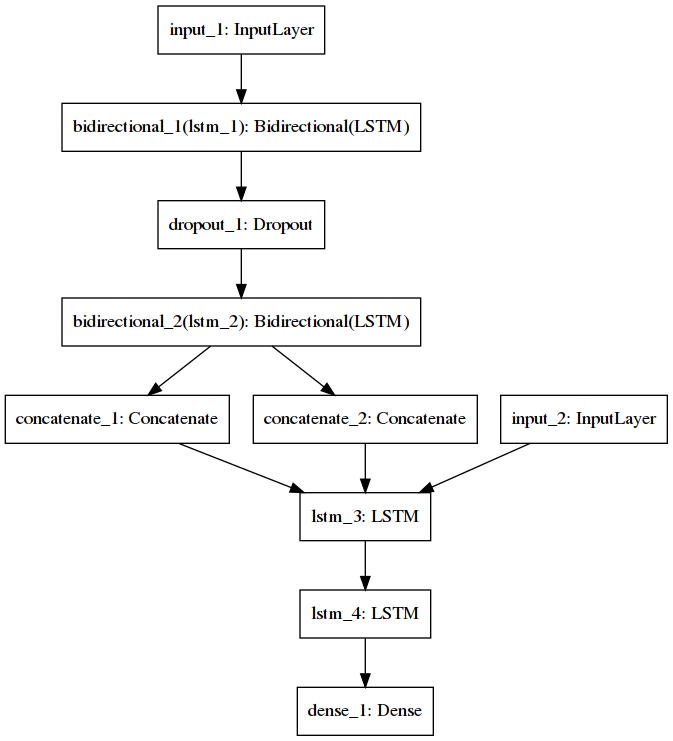 input_1: InputLayer
bidirectional_1(lstm_1): Bidirectional(LSTM)
dropout_1: Dropout
bidirectional_2(lstm_2): Bidirectional(LSTM)
concatenate_1: Concatenate
concatenate_2: Concatenate
input_2: InputLayer
lstm_3: LSTM
lstm_4: LSTM
dense_1: Dense